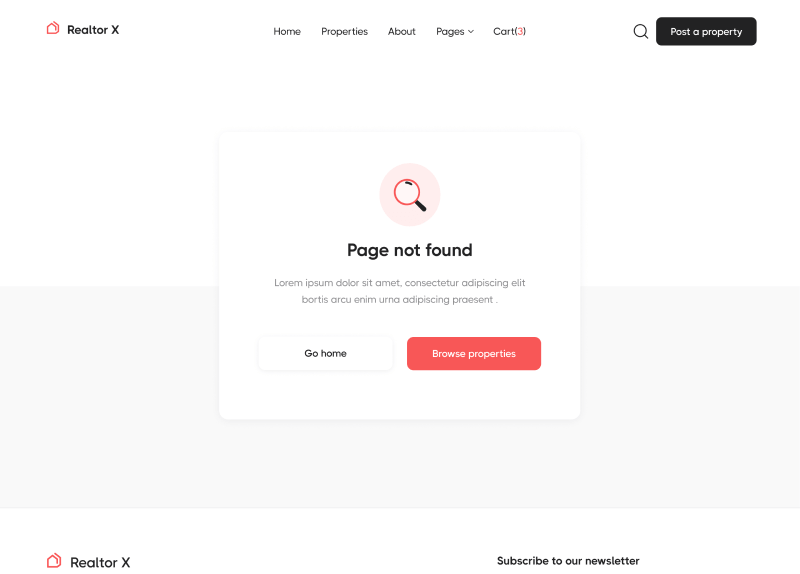 Realtor X
Home Properties About Pages Cart(3)
Post a property
Page not found
Lorem ipsum dolor sit amet, consectetur adipiscing elit
bortis arcu enim urna adipiscing praesent .
Go home
Browse properties
Realtor X
Subscribe to our newsletter